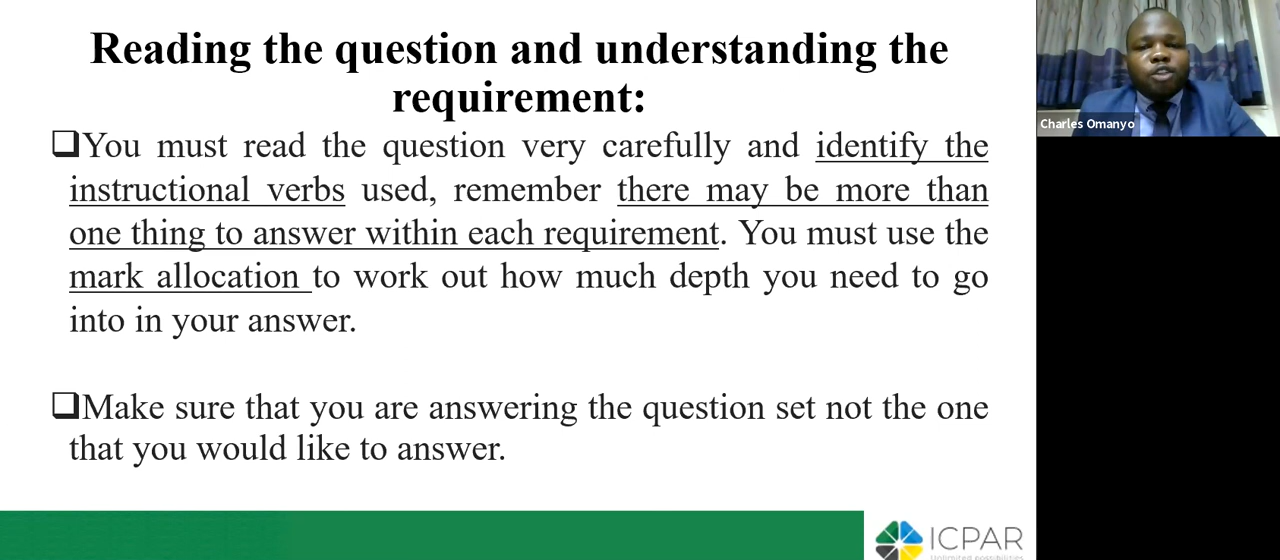 Reading the question and understanding the
requirement:
You must read the question very carefully and identify the
instructional verbs used, remember there may be more than
one thing to answer within each requirement. You must use the
mark allocation to work out how much depth you need to go
into in your answer.
Make sure that you are answering the question set not the one
that you would like to answer.
Charles Omanyo
ICPAR
Unlimited possibilities